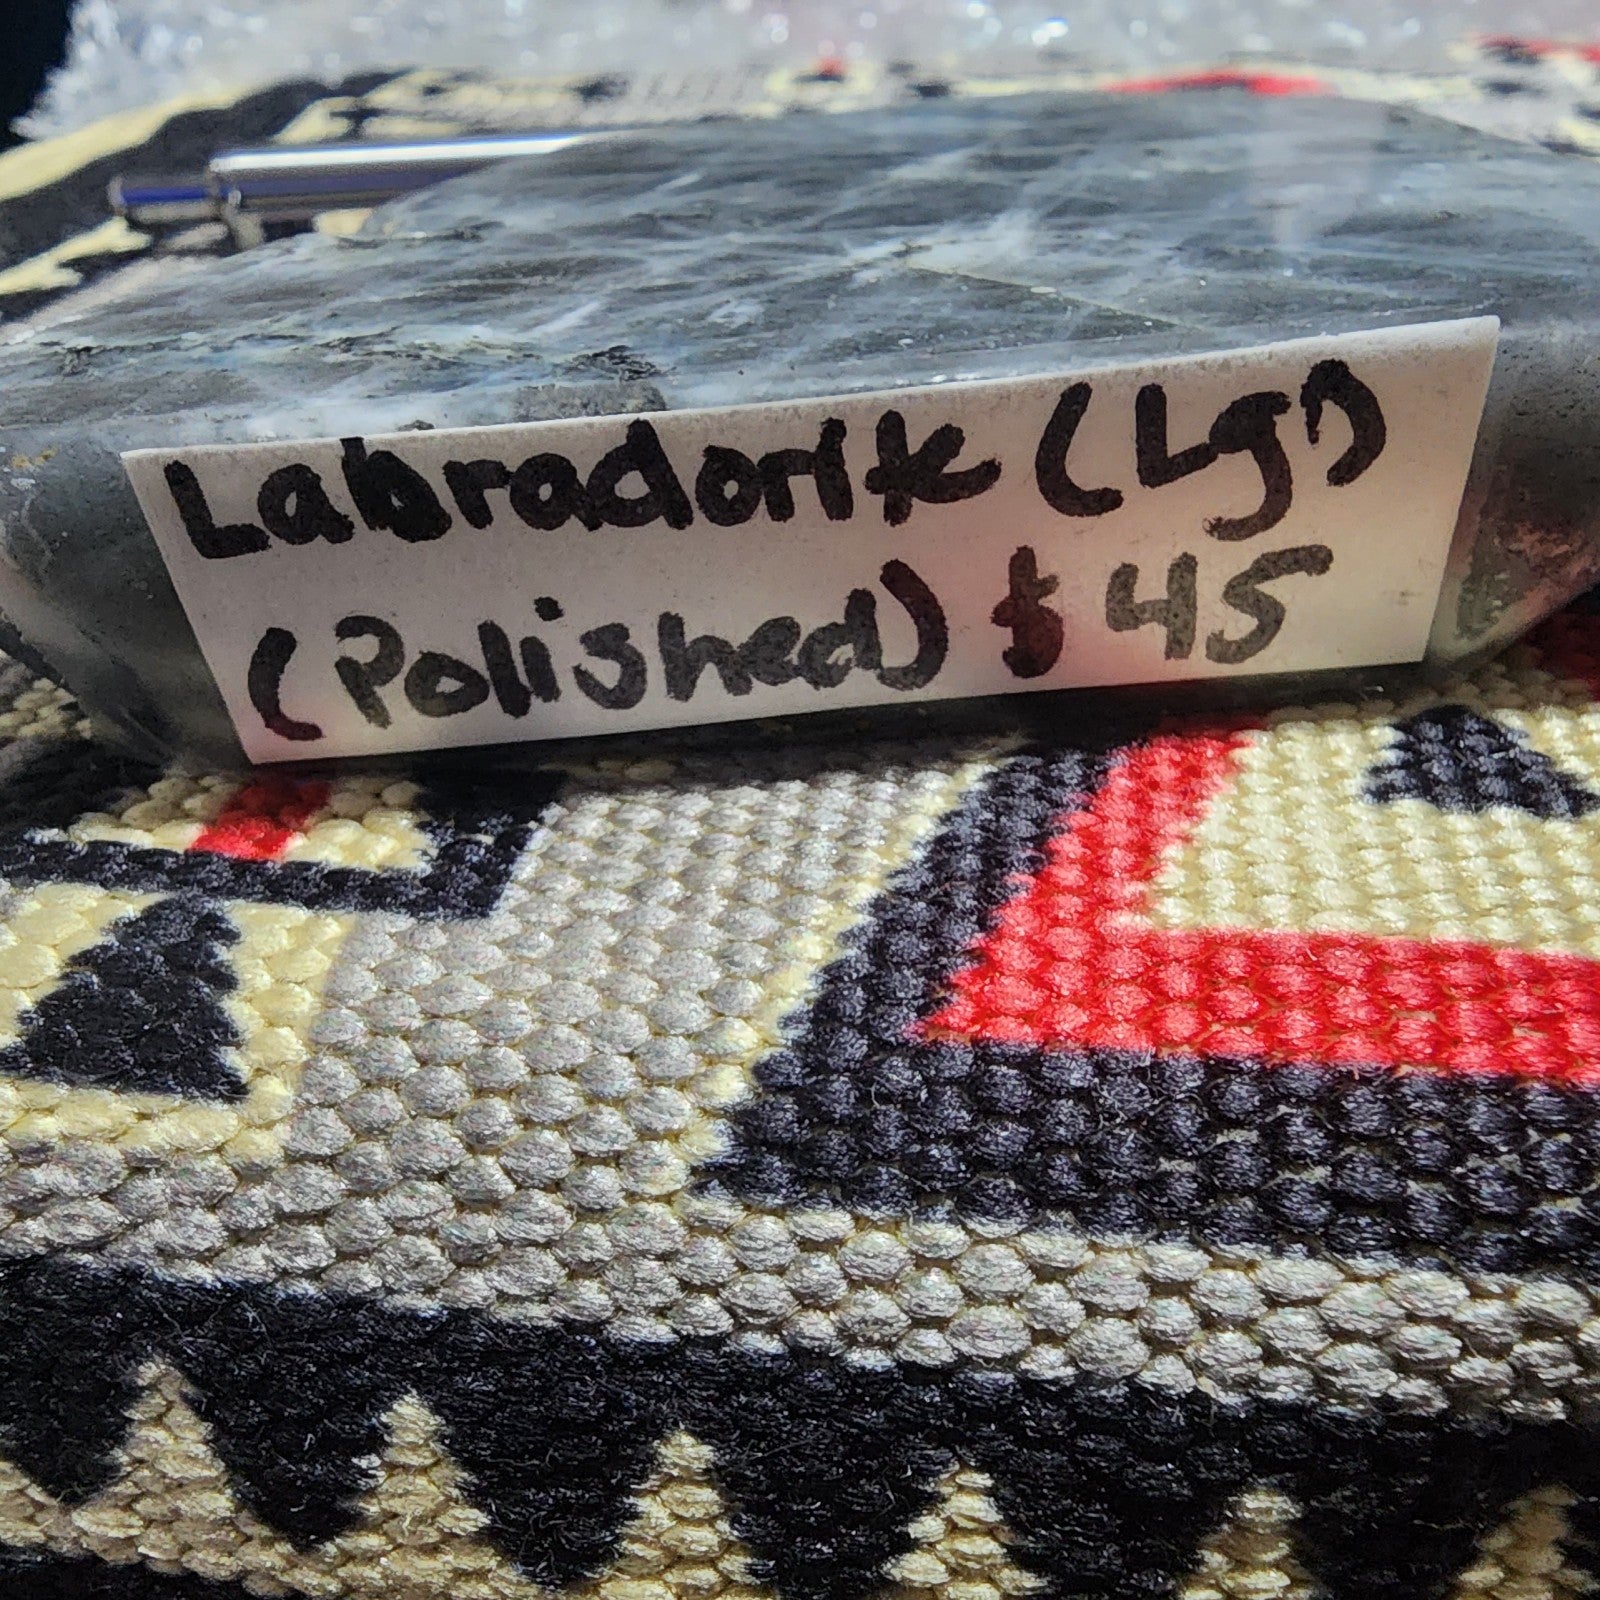 Labradorite (Lg')
(Polished) $45